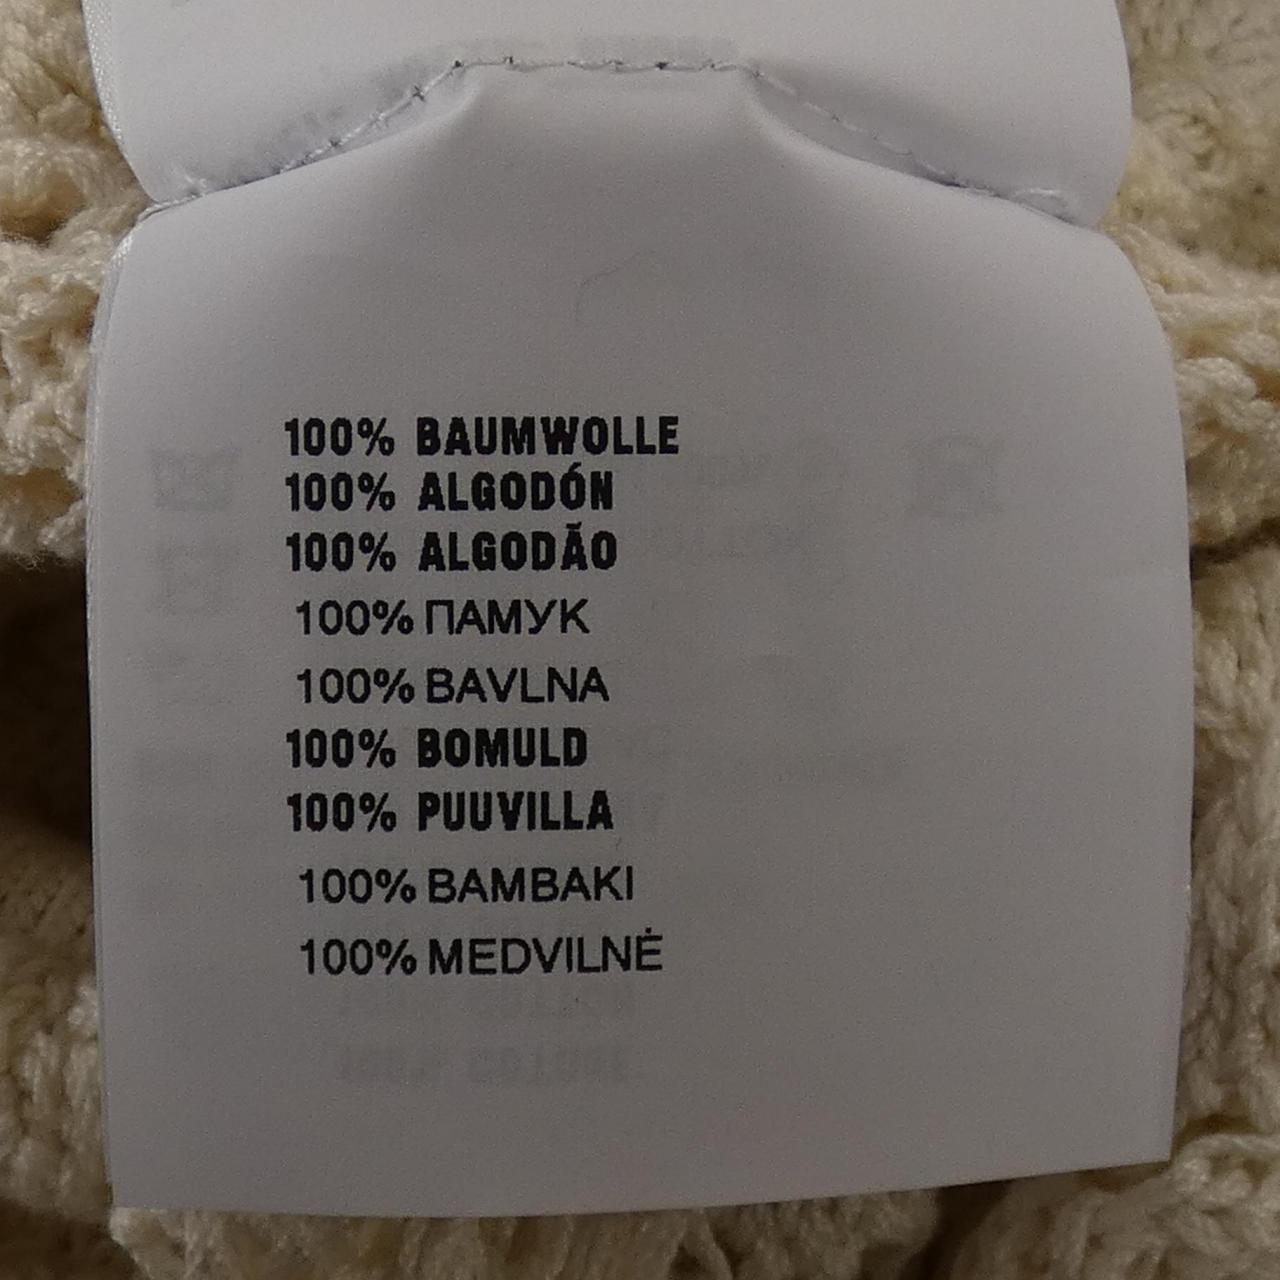 100% BAUMWOLLE
100% ALGODÓN
100% ALGODÃO
100% ПАМУК
100% BAVLNA
100% BOMULD
100% PUUVILLA
100% BAMBAKI
100% MEDVILNĖ